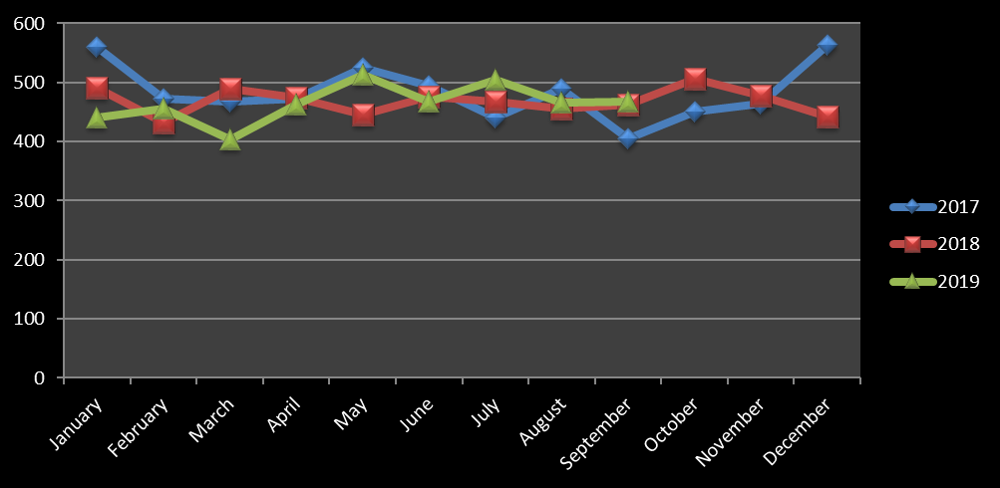 600
500
400
300
200
100
0
January
February
March
April
May
June
July
August
September
October
November
December
2017
2018
2019